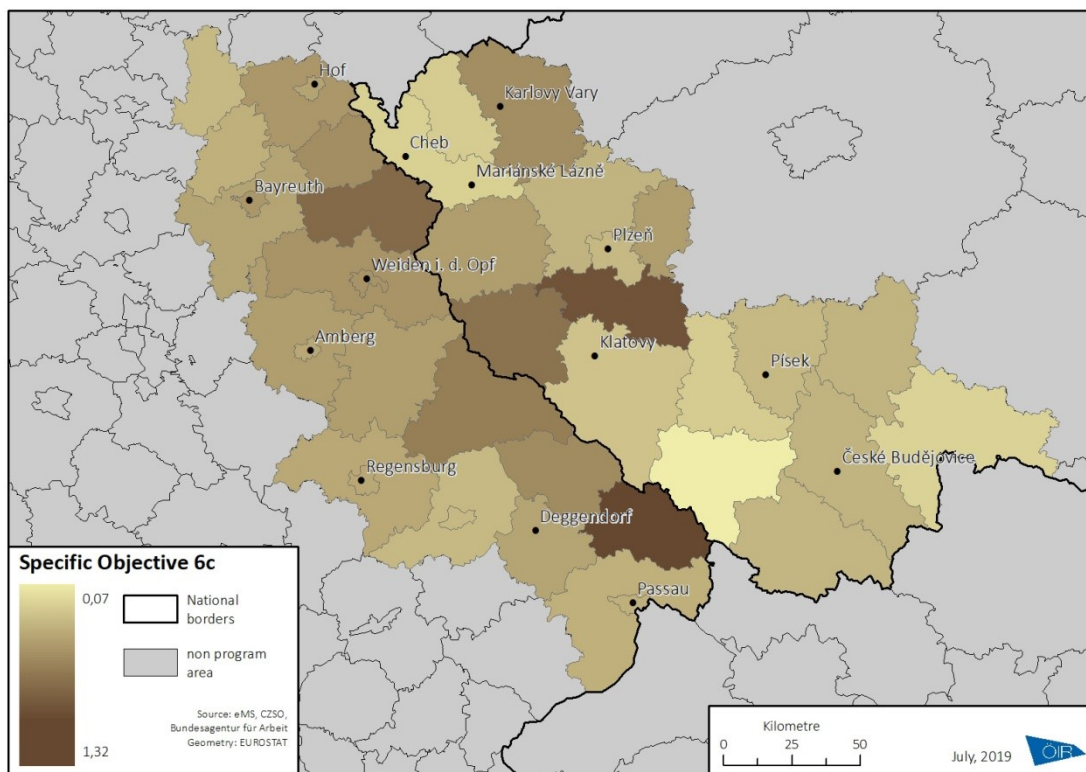 Hof
Karlovy Vary
Cheb
Mariánské Lázně
Bayreuth
Plzeň
Weiden i. d. Opf
Amberg
Klatovy
Písek
Regensburg
České Budějovice
Deggendorf
Passau
Specific Objective 6c
0,07
1,32
National
borders
non program
area
Source: eMS, CZSO,
Bundesagentur für Arbeit
Geometry: EUROSTAT
Kilometre
0 25 50
July, 2019
ÖIR